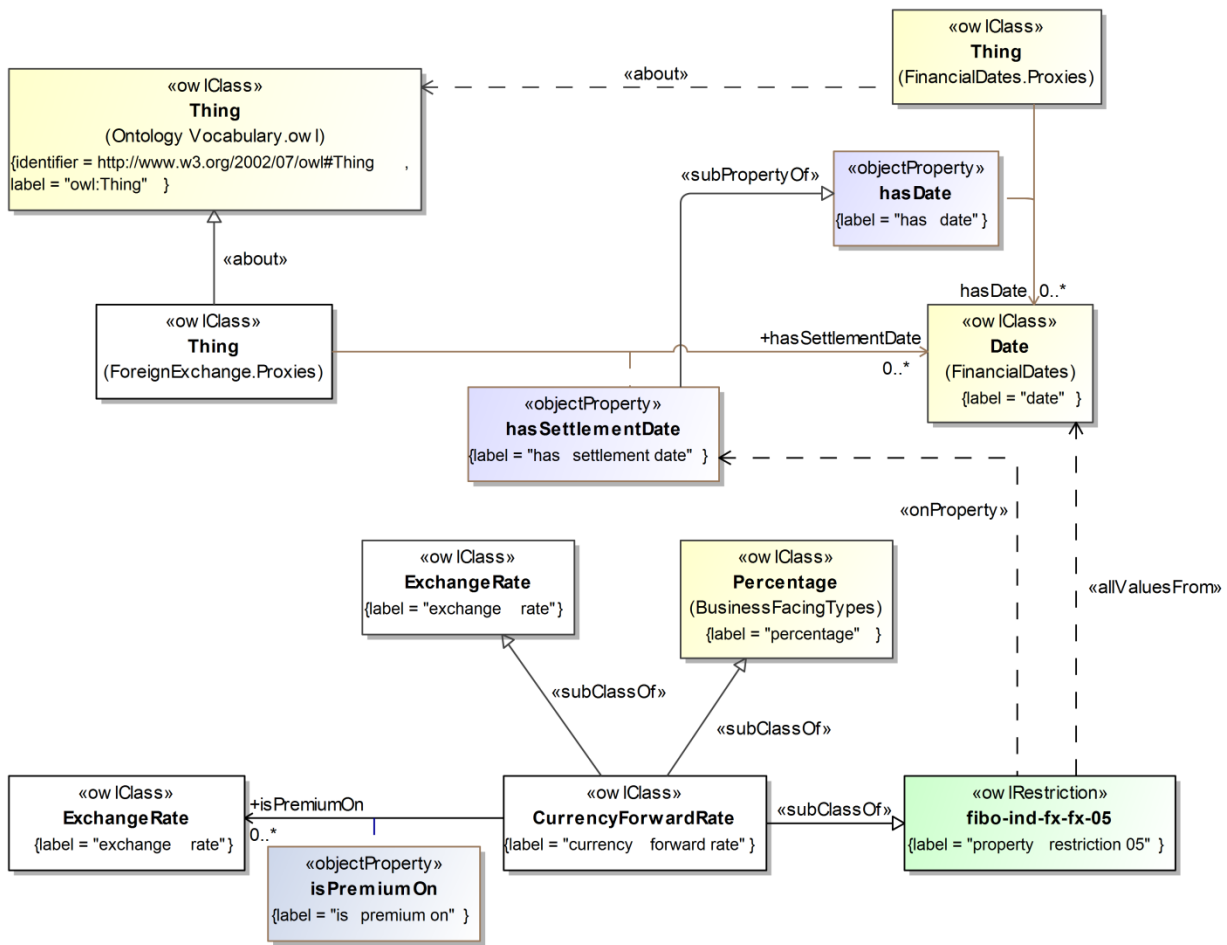 «owlClass»
Thing
(FinancialDates.Proxies)
«about»
«owlClass»
Thing
(Ontology Vocabulary.owl)
{identifier = http://www.w3.org/2002/07/owl#Thing ,
label = "owl:Thing" }
«subPropertyOf»
«objectProperty»
hasDate
{label = "has date" }
«about»
hasDate 0..*
«owlClass»
Thing
(ForeignExchange.Proxies)
+hasSettlementDate
0..*
«owlClass»
Date
(FinancialDates)
{label = "date" }
«objectProperty»
hasSettlementDate
{label = "has settlement date" }
«onProperty»
«allValuesFrom»
«owlClass»
ExchangeRate
{label = "exchange rate"}
«owlClass»
Percentage
(BusinessFacingTypes)
{label = "percentage" }
«subClassOf»
«subClassOf»
«owlClass»
ExchangeRate
{label = "exchange rate"}
+isPremiumOn
0..*
«objectProperty»
isPremiumOn
{label = "is premium on" }
«owlClass»
CurrencyForwardRate
{label = "currency forward rate"}
«subClassOf»
«owlRestriction»
fibo-ind-fx-fx-05
{label = "property restriction 05" }